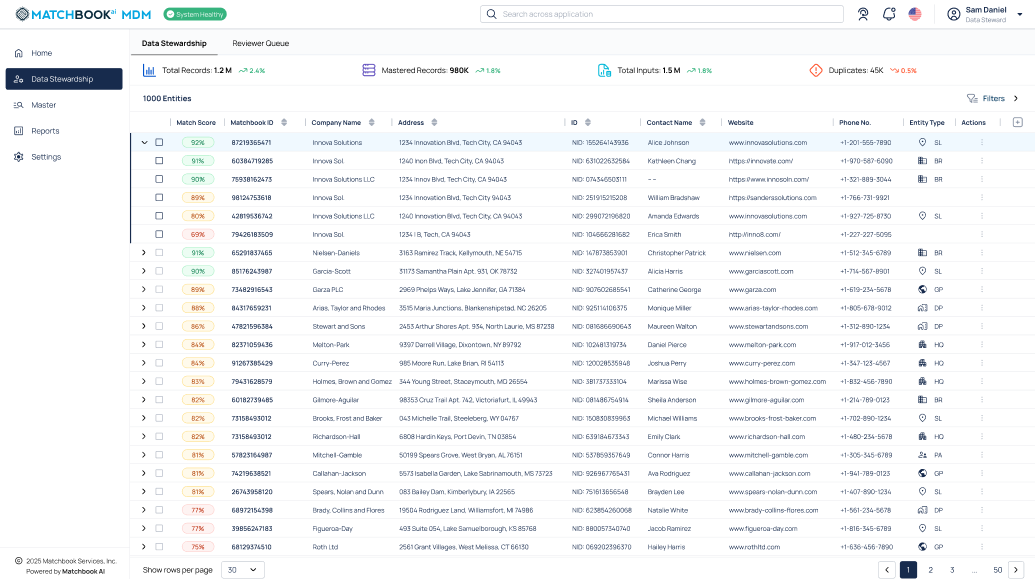 MATCHBOOK ai MDM System Healthy Search across application Sam Daniel
Data Steward
Home
Data Stewardship
Master
Reports
Settings
Data Stewardship Reviewer Queue
Total Records: 1.2 M 2.4% Mastered Records: 980K 1.8% Total Inputs: 1.5 M 1.8% Duplicates: 45K 0.5%
1000 Entities Filters
Match Score Matchbook ID Company Name Address ID Contact Name Website Phone No. Entity Type Actions
92% 87219365471 Innova Solutions 1234 Innovation Blvd, Tech City, CA 94043 NID: 155264143936 Alice Johnson www.innovasolutions.com +1-201-555-7890 SL
91% 60384719285 Innova Sol. 1240 Inon Blvd, Tech City, CA 94043 NID: 631022632584 Kathleen Chang https://innovate.com/ +1-970-587-6090 BR
90% 75938162473 Innova Solutions LLC 1234 Innov Blvd, Tech City, CA 94043 NID: 074346503111 -- https://www.innosoln.com/ +1-321-889-3044 BR
89% 98124753618 Innova Sol. 1234 Innovation Blvd, Tech City 94043 NID: 251915215208 William Bradshaw https://sanderssolutions.com +1-766-731-9921
80% 42819536742 Innova Solutions LLC 1240 Innovation Blvd, Tech City, CA 94043 NID: 299072196820 Amanda Edwards www.innovasolutions.com +1-927-725-8730 SL
69% 79426183509 Innova Sol. 1234 I B, Tech, CA 94043 NID: 104666281682 Erica Smith http://inno8.com/ +1-227-227-5095
91% 65291837465 Nielsen-Daniels 3163 Ramirez Track, Kellymouth, NE 54715 NID: 147873853901 Christopher Patrick www.nielsen.com +1-512-345-6789 BR
90% 85176243987 Garcia-Scott 31173 Samantha Plain Apt. 931, OK 78732 NID: 327401957437 Alicia Harris www.garciascott.com +1-714-567-8901 SL
89% 73482916543 Garza PLC 2969 Phelps Ways, Lake Jennifer, GA 71384 NID: 907602685541 Catherine George www.garza.com +1-619-234-5678 GP
88% 84317659231 Arias, Taylor and Rhodes 3515 Maria Junctions, Blankenshipstad, NC 26205 NID: 925114106375 Monique Miller www.arias-taylor-rhodes.com +1-805-678-9012 DP
86% 47821596384 Stewart and Sons 2453 Arthur Shores Apt. 934, North Laurie, MS 87238 NID: 081686690643 Maureen Walton www.stewartandsons.com +1-312-890-1234 DP
84% 82371059436 Melton-Park 9397 Darrell Village, Dixontown, NY 89792 NID: 102481319734 Daniel Pierce www.melton-park.com +1-917-012-3456 HQ
84% 91267385429 Curry-Perez 985 Moore Run, Lake Brian, RI 54113 NID: 120028535948 Joshua Perry www.curry-perez.com +1-347-123-4567 HQ
83% 79431628579 Holmes, Brown and Gomez 344 Young Street, Staceymouth, MO 26554 NID: 381737333104 Marissa Wise www.holmes-brown-gomez.com +1-832-456-7890 HQ
82% 60182739485 Gilmore-Aguilar 98353 Cruz Trail Apt. 742, Victoriafurt, IL 49943 NID: 081486754914 Sheila Anderson www.gilmore-aguilar.com +1-214-789-0123 BR
82% 73158493012 Brooks, Frost and Baker 043 Michelle Trail, Steeleberg, WY 04767 NID: 150830839963 Michael Williams www.brooks-frost-baker.com +1-702-890-1234 SL
82% 73158493012 Richardson-Hall 6808 Hardin Keys, Port Devin, TN 03854 NID: 639184673343 Emily Clark www.richardson-hall.com +1-480-234-5678 HQ
81% 57823164987 Mitchell-Gamble 50199 Spears Grove, West Bryan, AL 76151 NID: 537859357649 Connor Harris www.mitchell-gamble.com +1-305-345-6789 PA
81% 74219638521 Callahan-Jackson 5573 Isabella Garden, Lake Sabrinamouth, MS 73723 NID: 926967765431 Ava Rodriguez www.callahan-jackson.com +1-941-789-0123 GP
81% 26743958120 Spears, Nolan and Dunn 083 Bailey Dam, Kimberlybury, IA 22565 NID: 751613656548 Brayden Lee www.spears-nolan-dunn.com +1-407-890-1234 SL
77% 68972154398 Brady, Collins and Flores 19504 Rodriguez Land, Williamsfort, MI 74986 NID: 623854260068 Natalie White www.brady-collins-flores.com +1-561-234-5678 DP
77% 39856247183 Figueroa-Day 493 Suite 054, Lake Samuelborough, KS 85768 NID: 880057340740 Jacob Ramirez www.figueroa-day.com +1-816-345-6789 SL
75% 68129374510 Roth Ltd 2561 Grant Villages, West Melissa, CT 66130 NID: 069202396370 Hailey Harris www.rothltd.com +1-636-456-7890 GP
© 2025 Matchbook Services, Inc.
Powered by Matchbook AI
Show rows per page 30 1 2 3 ... 50